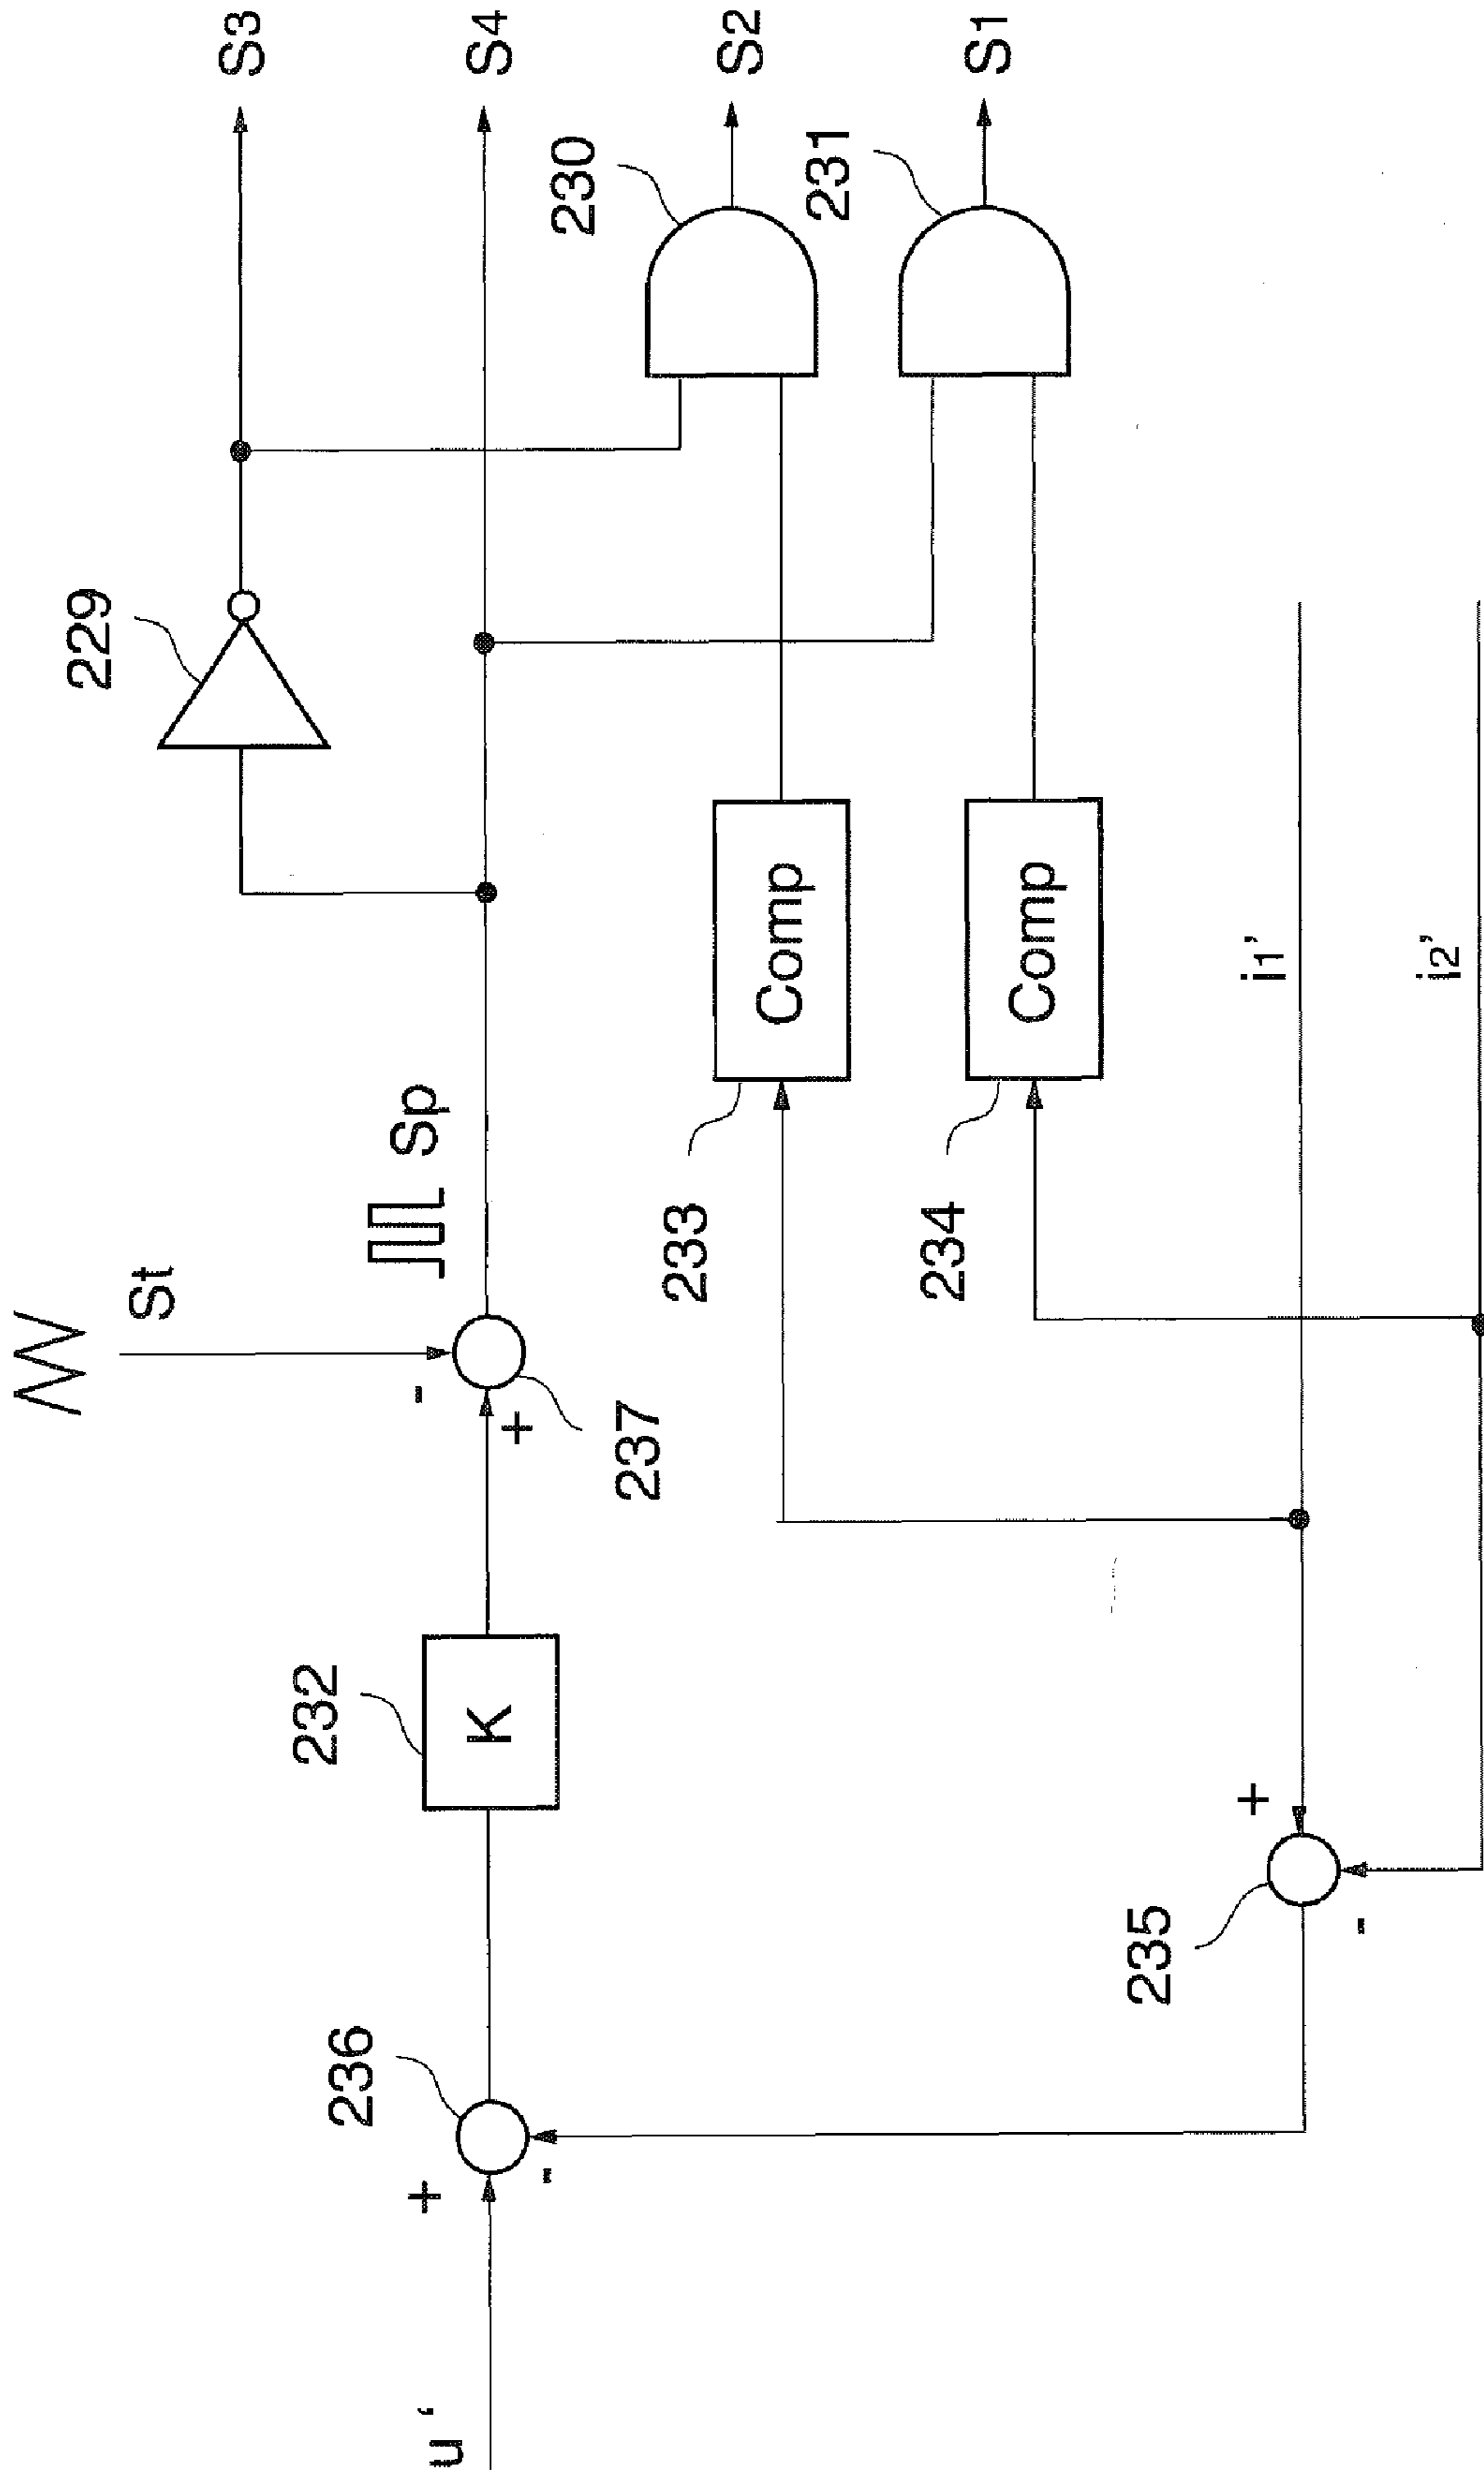 S3
S4
S2
S1
229
230
231
St
Sp
Comp
Comp
233
234
i1'
i2'
-
+
237
232
K
+
-
235
236
+
-
u‘